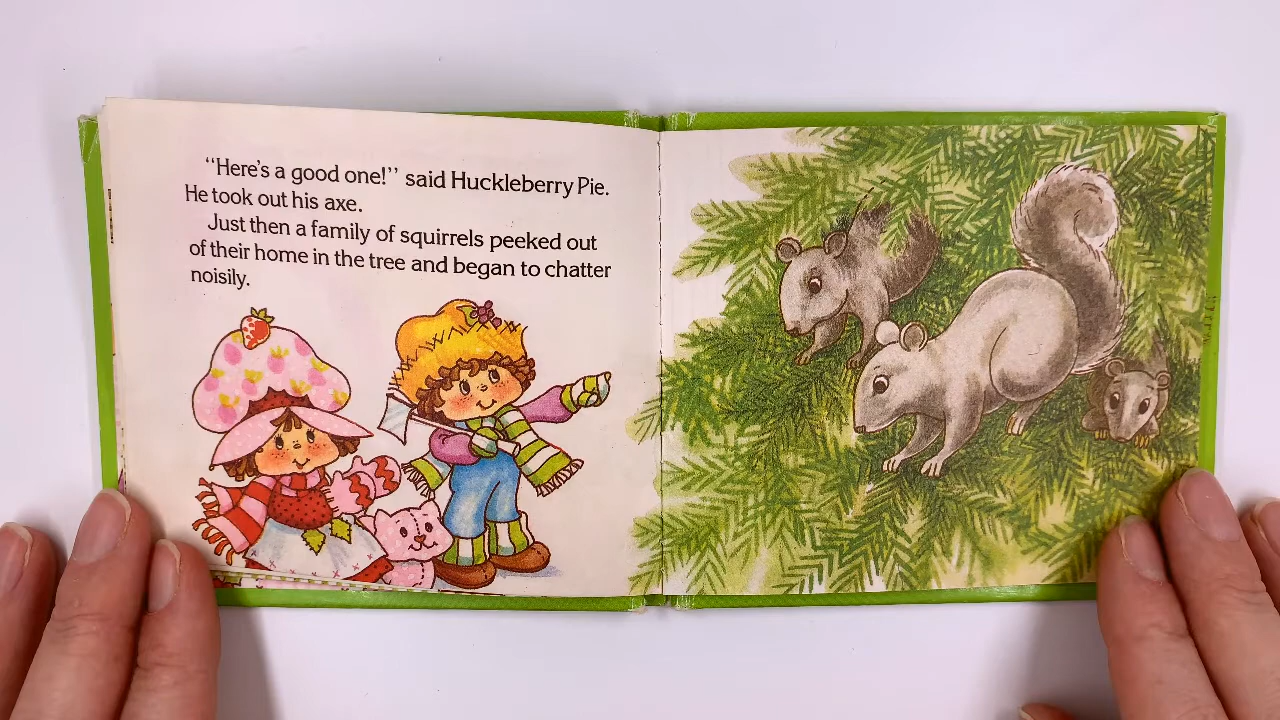 “Here’s a good one!” said Huckleberry Pie.
He took out his axe.
Just then a family of squirrels peeked out
of their home in the tree and began to chatter
noisily.